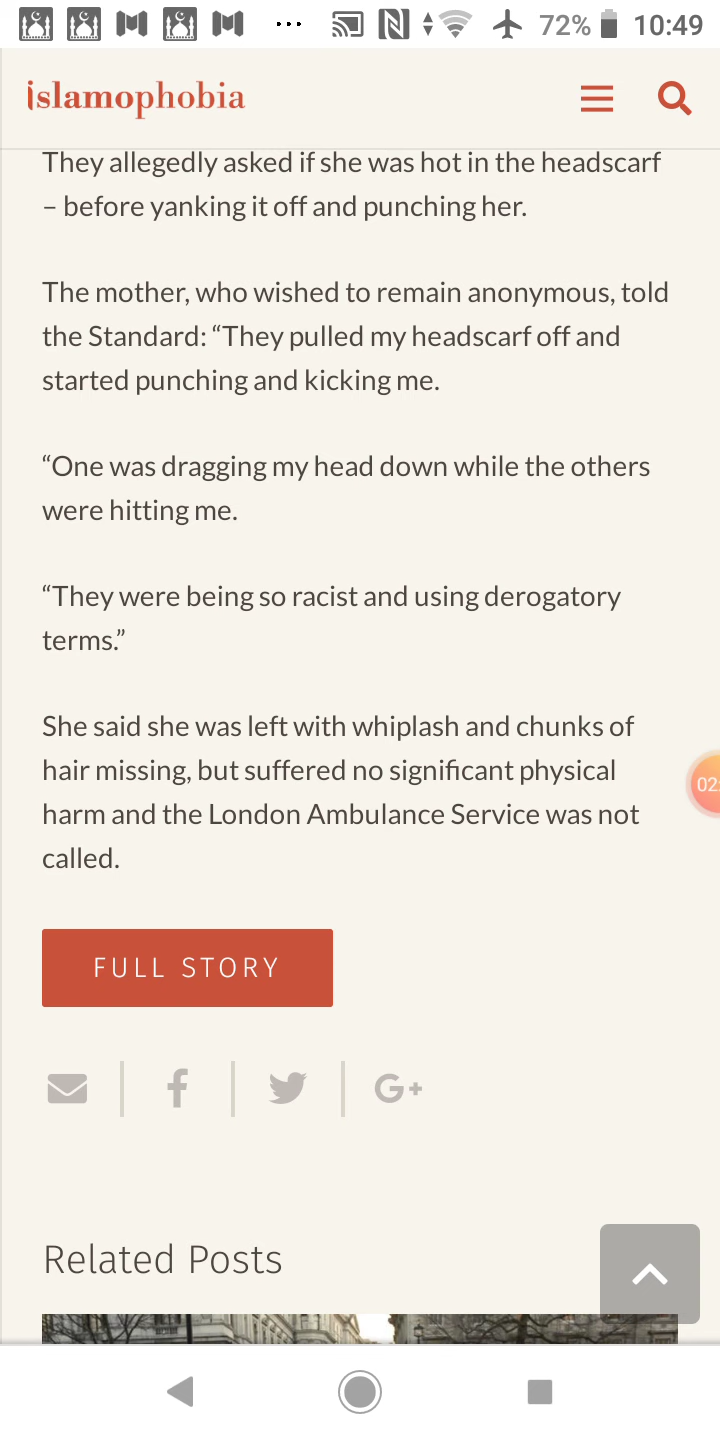 72% 10:49
islamophobia
They allegedly asked if she was hot in the headscarf
– before yanking it off and punching her.
The mother, who wished to remain anonymous, told
the Standard: “They pulled my headscarf off and
started punching and kicking me.
“One was dragging my head down while the others
were hitting me.
“They were being so racist and using derogatory
terms.”
She said she was left with whiplash and chunks of
hair missing, but suffered no significant physical
harm and the London Ambulance Service was not
called.
02:
FULL STORY
G+
Related Posts